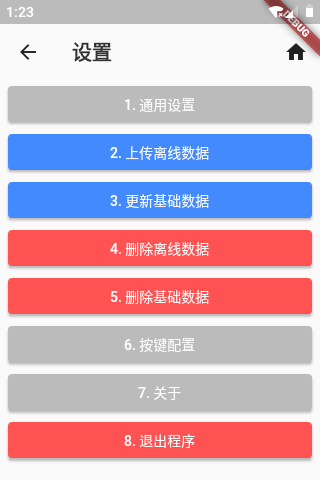 1:23
DEBUG
设置
1. 通用设置
2. 上传离线数据
3. 更新基础数据
4. 删除离线数据
5. 删除基础数据
6. 按键配置
7. 关于
8. 退出程序